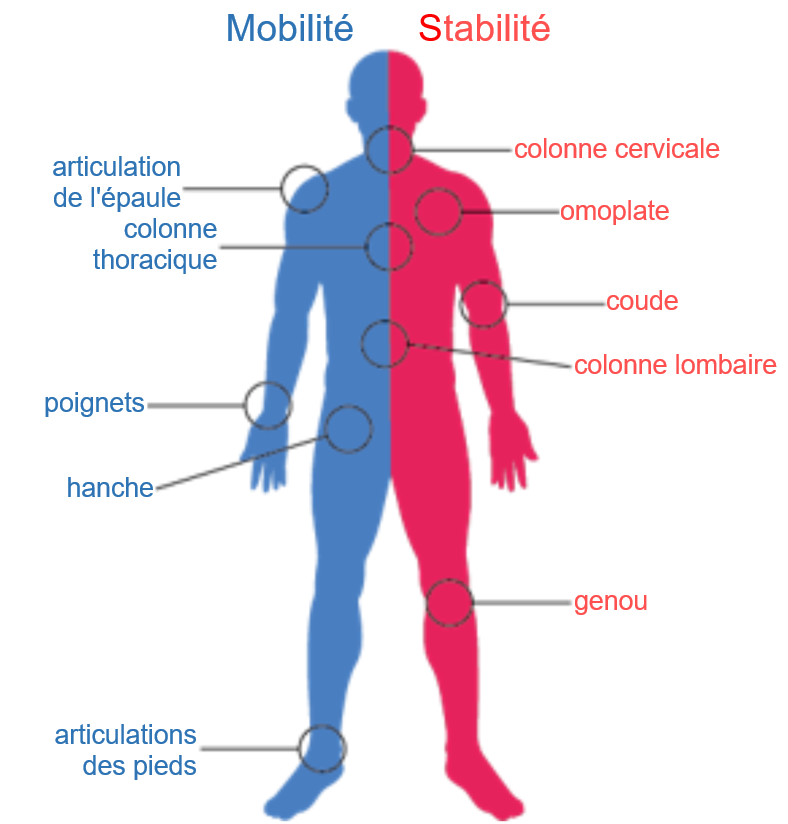 Mobilité
Stabilité
colonne cervicale
articulation
de l'épaule
omoplate
colonne
thoracique
coude
colonne lombaire
poignets
hanche
genou
articulations
des pieds